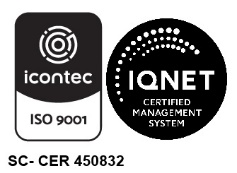 icontec
ISO 9001
IQNET
CERTIFIED
MANAGEMENT
SYSTEM
SC- CER 450832